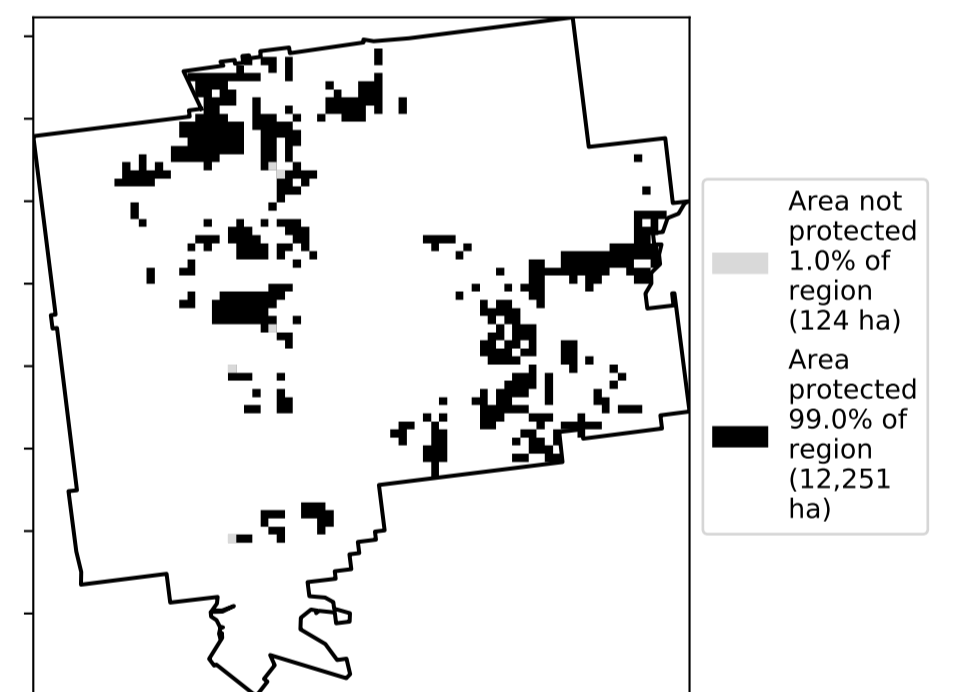 Area not
protected
1.0% of
region
(124 ha)
Area
protected
99.0% of
region
(12,251
ha)